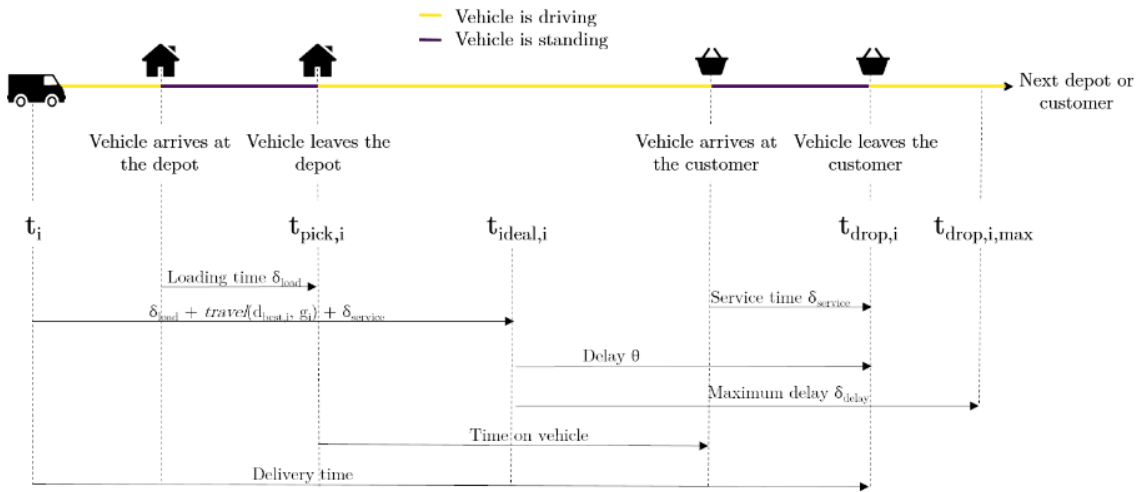 Vehicle is driving
Vehicle is standing
Next depot or
customer
Vehicle arrives at
the depot
Vehicle leaves the
depot
Vehicle arrives at
the customer
Vehicle leaves the
customer
t_i
t_pick,i
t_ideal,i
t_drop,i
t_drop,i,max
Loading time δ_load
Service time δ_service
δ_load + travel(d_best,i, g_i) + δ_service
Delay θ
Maximum delay δ_delay
Time on vehicle
Delivery time